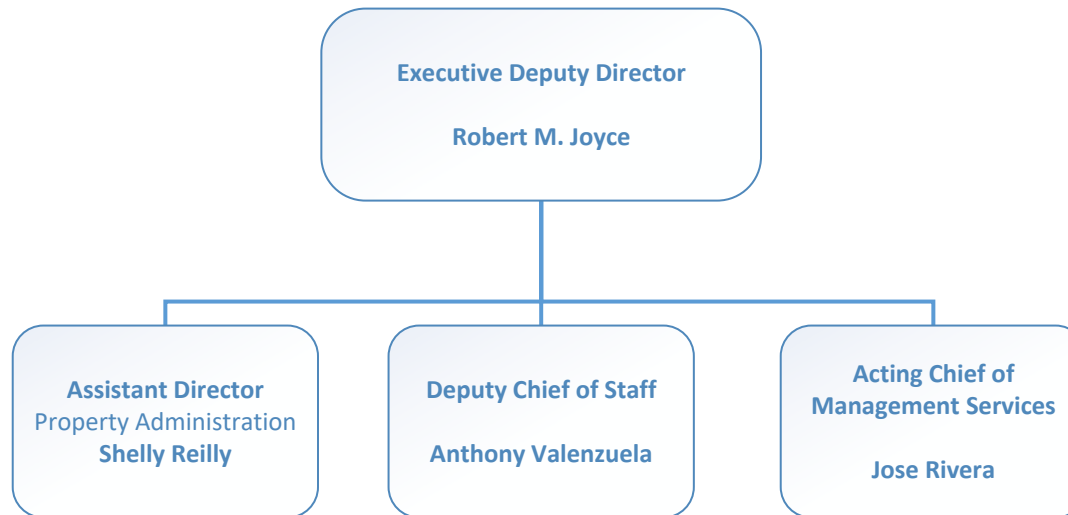 Executive Deputy Director
Robert M. Joyce
Assistant Director
Property Administration
Shelly Reilly
Deputy Chief of Staff
Anthony Valenzuela
Acting Chief of
Management Services
Jose Rivera